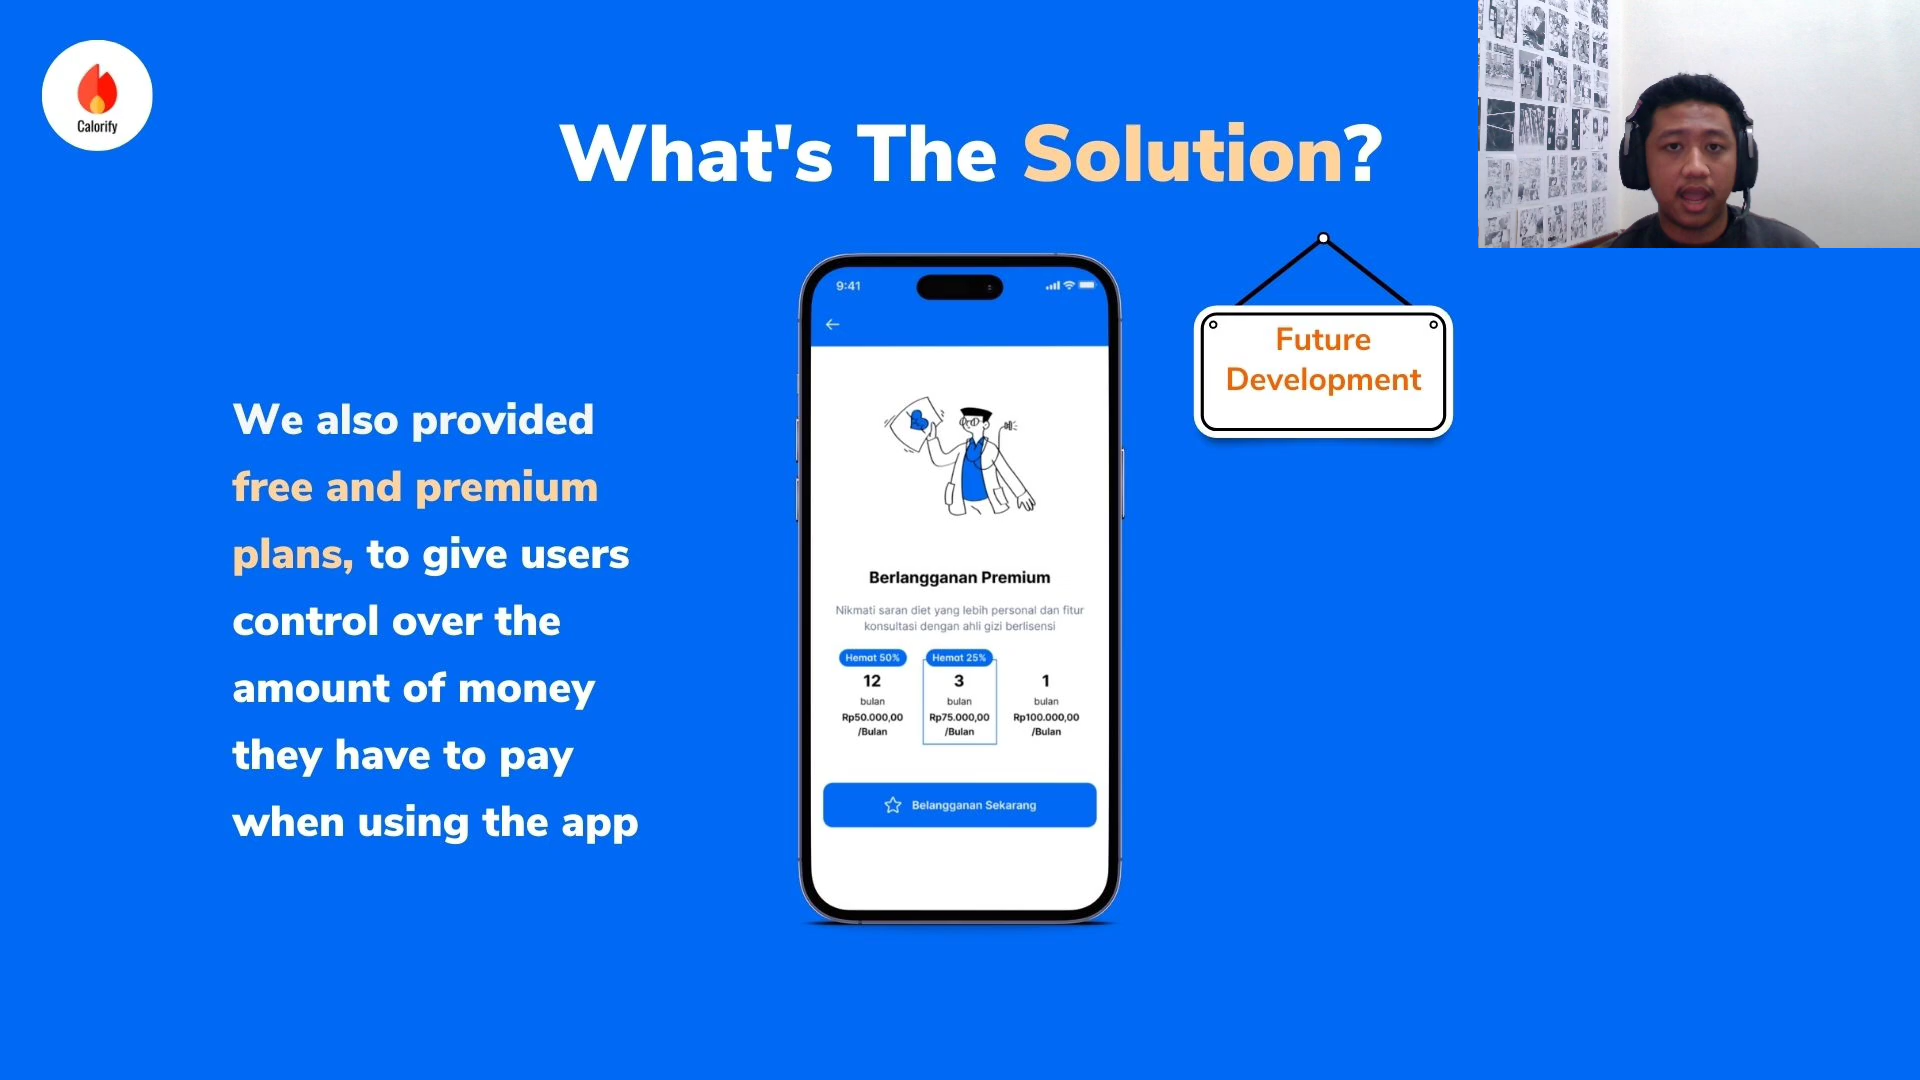 Calorify
What's The Solution?
We also provided
free and premium
plans, to give users
control over the
amount of money
they have to pay
when using the app
9:41
Berlangganan Premium
Nikmati saran diet yang lebih personal dan fitur
konsultasi dengan ahli gizi berlisensi
Hemat 50%
12
bulan
Rp50.000,00
/Bulan
Hemat 25%
3
bulan
Rp75.000,00
/Bulan
1
bulan
Rp100.000,00
/Bulan
Belangganan Sekarang
Future
Development